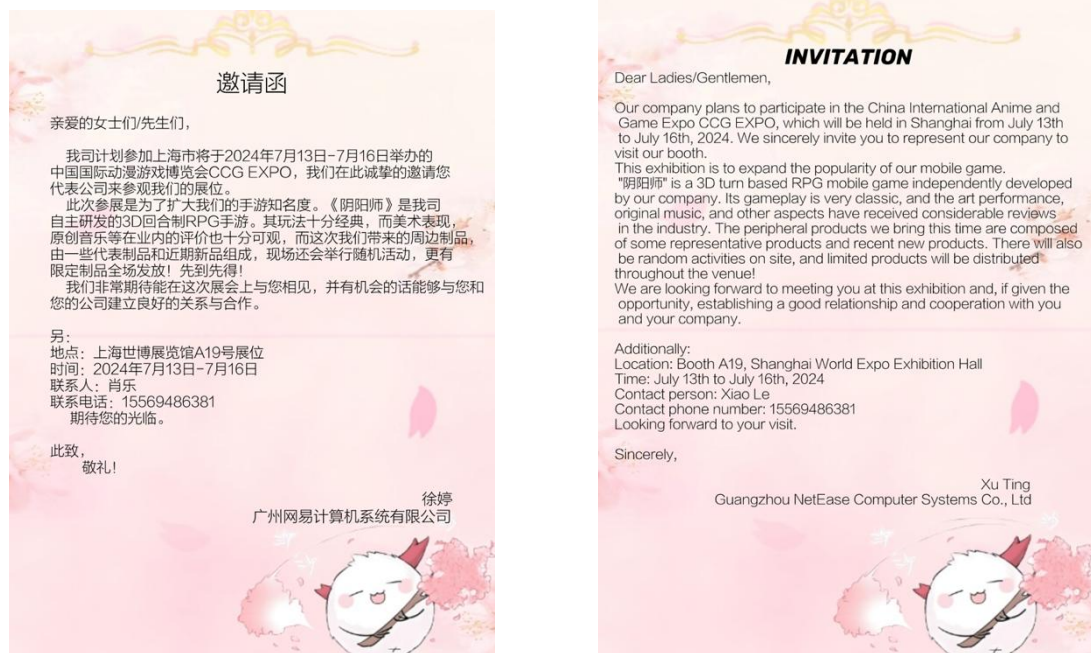 邀请函
亲爱的女士们/先生们，
我司计划参加上海市将于2024年7月13日-7月16日举办的
中国国际动漫游戏博览会CCG EXPO，我们在此诚挚的邀请您
代表公司来参观我们的展位。
此次参展是为了扩大我们的手游知名度。《阴阳师》是我司
自主研发的3D回合制RPG手游。其玩法十分经典，而美术表现，
原创音乐等在业内的评价也十分可观，而这次我们带来的周边制品，
由一些代表制品和近期新品组成，现场还会举行随机活动，更有
限定制品全场发放！先到先得！
我们非常期待能在这次展会上与您相见，并有机会的话能够与您和
您的公司建立良好的关系与合作。
另：
地点：上海世博展览馆A19号展位
时间：2024年7月13日-7月16日
联系人：肖乐
联系电话：15569486381
期待您的光临。
此致，
敬礼！
徐婷
广州网易计算机系统有限公司
INVITATION
Dear Ladies/Gentlemen,
Our company plans to participate in the China International Anime and
Game Expo CCG EXPO, which will be held in Shanghai from July 13th
to July 16th, 2024. We sincerely invite you to represent our company to
visit our booth.
This exhibition is to expand the popularity of our mobile game.
"阴阳师" is a 3D turn based RPG mobile game independently developed
by our company. Its gameplay is very classic, and the art performance,
original music, and other aspects have received considerable reviews
in the industry. The peripheral products we bring this time are composed
of some representative products and recent new products. There will also
be random activities on site, and limited products will be distributed
throughout the venue!
We are looking forward to meeting you at this exhibition and, if given the
opportunity, establishing a good relationship and cooperation with you
and your company.
Additionally:
Location: Booth A19, Shanghai World Expo Exhibition Hall
Time: July 13th to July 16th, 2024
Contact person: Xiao Le
Contact phone number: 15569486381
Looking forward to your visit.
Sincerely,
Xu Ting
Guangzhou NetEase Computer Systems Co., Ltd